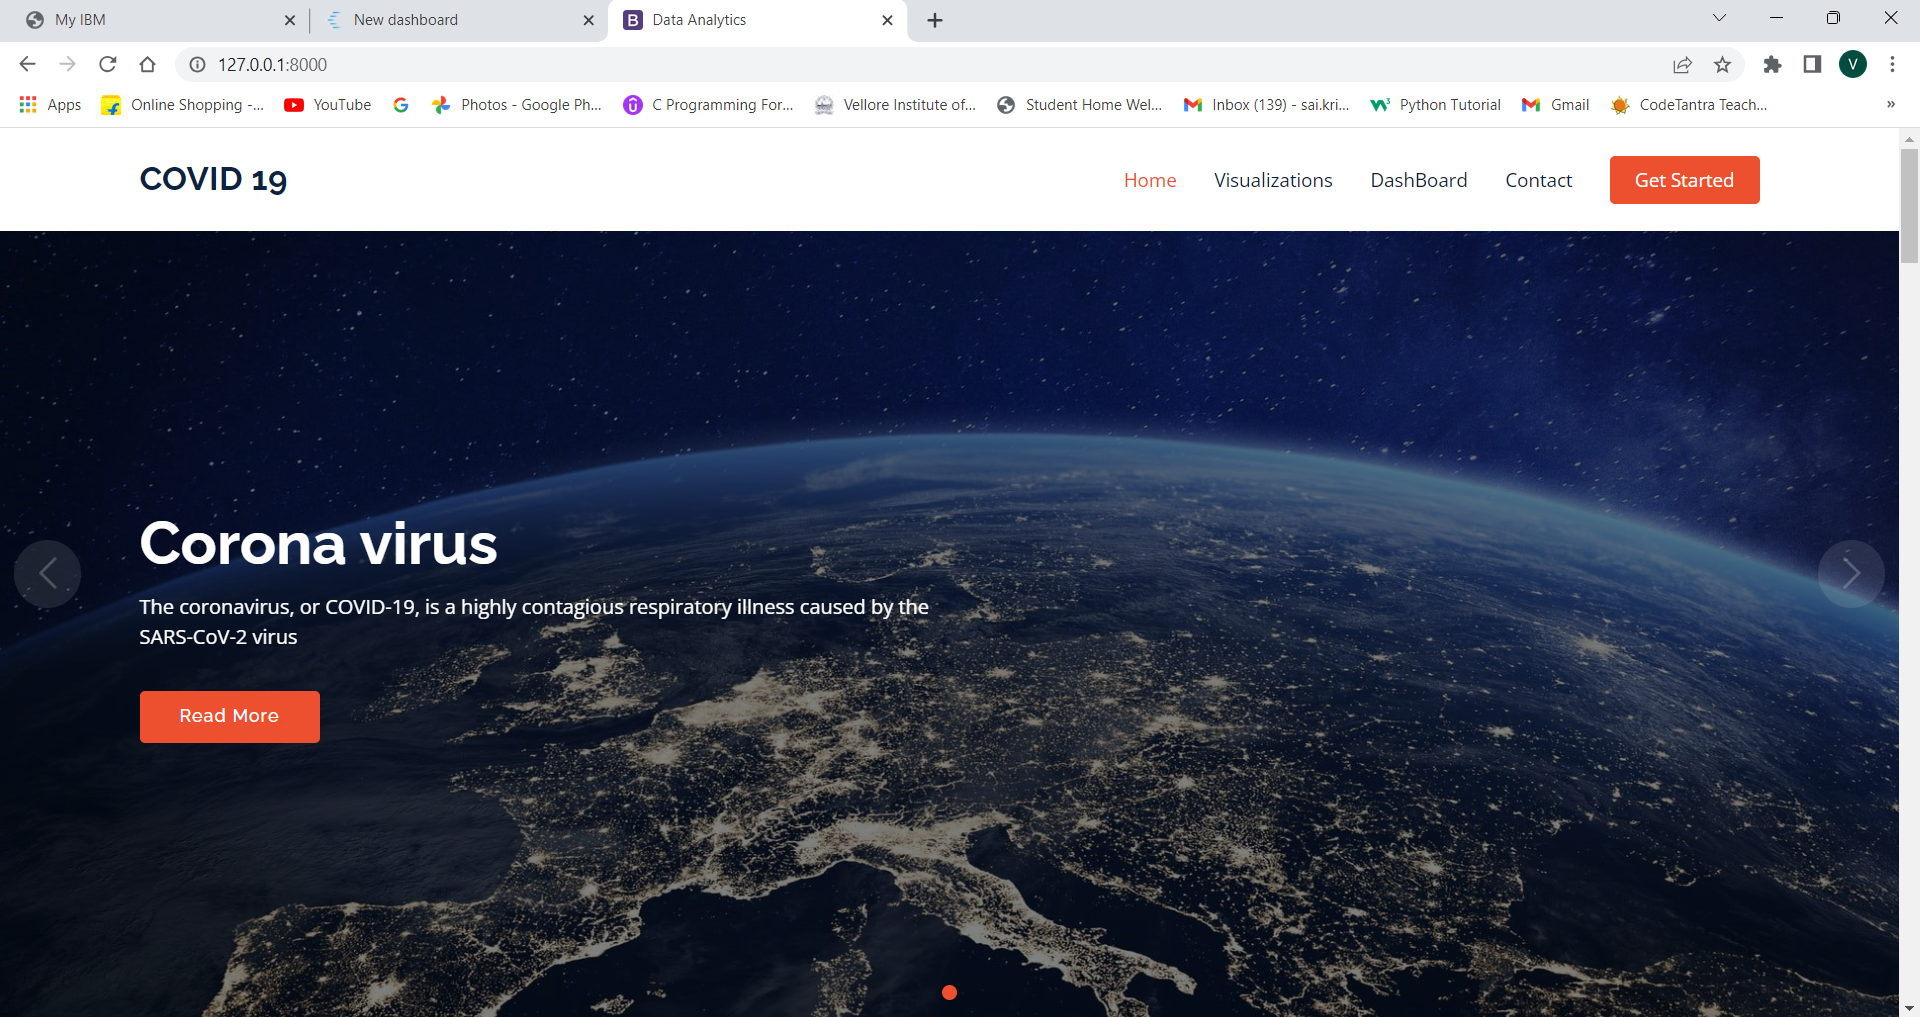 My IBM
New dashboard
B Data Analytics
127.0.0.1:8000
V
Apps Online Shopping -... YouTube Photos - Google Ph... C Programming For... Vellore Institute of... Student Home Wel... Inbox (139) - sai.kri... Python Tutorial Gmail CodeTantra Teach... »
COVID 19
Home Visualizations DashBoard Contact Get Started
Corona virus
The coronavirus, or COVID-19, is a highly contagious respiratory illness caused by the
SARS-CoV-2 virus
Read More